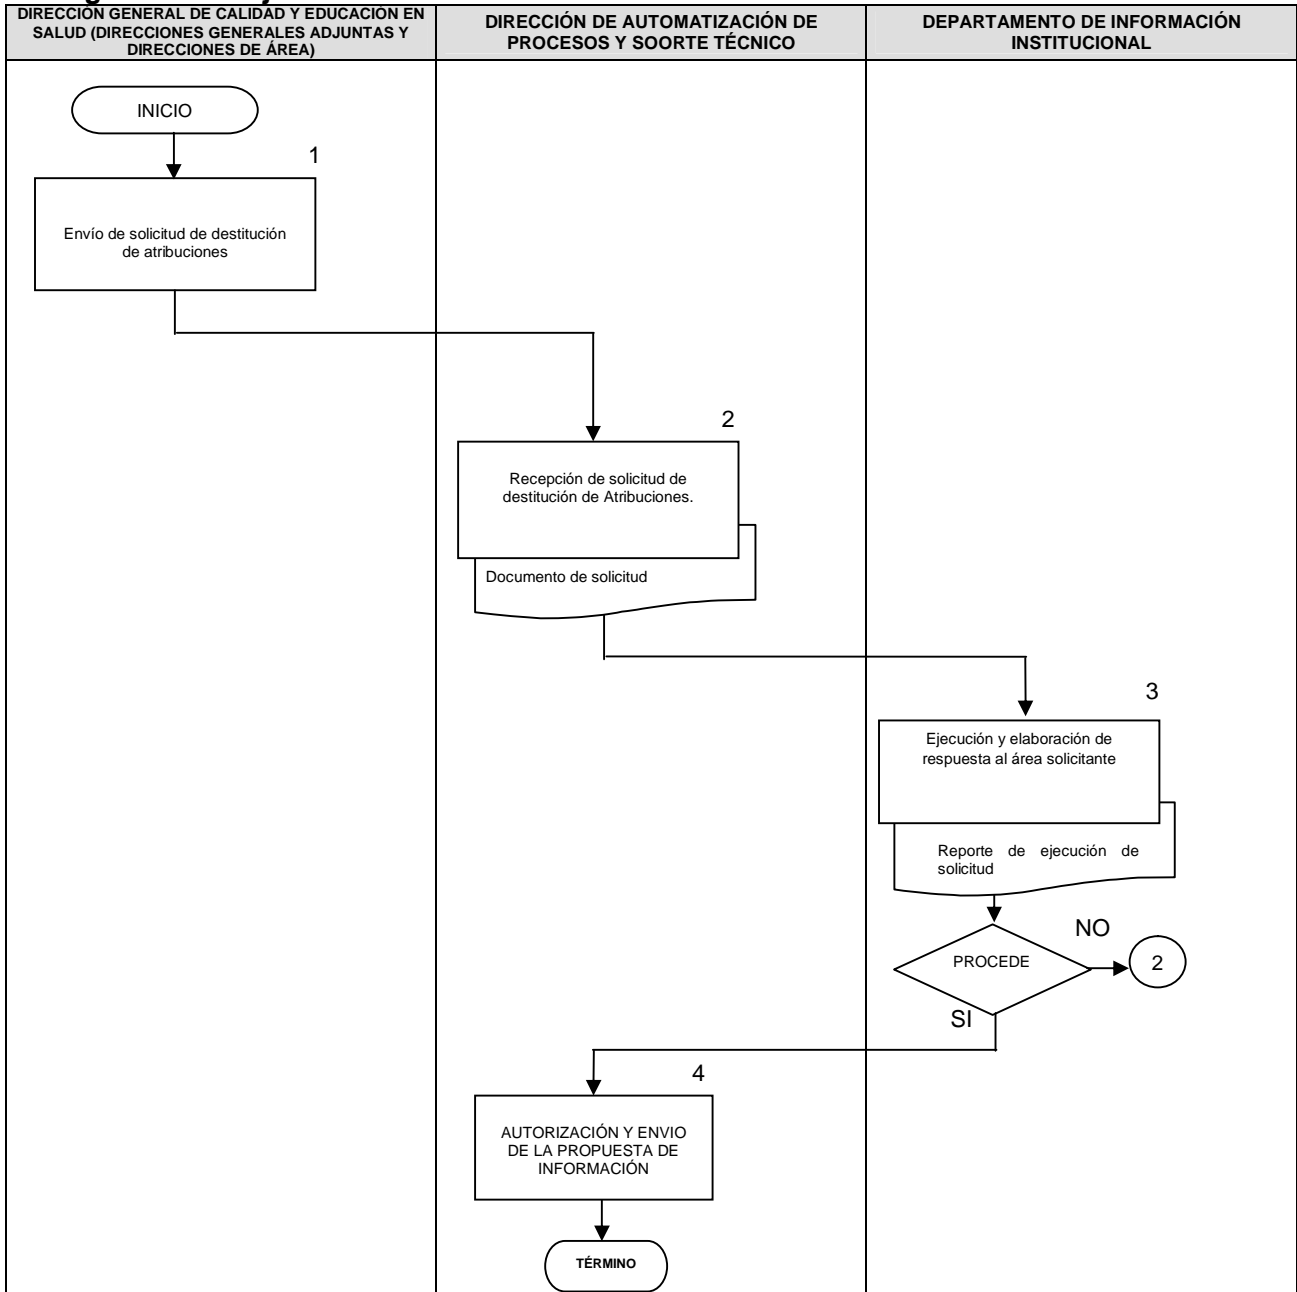 DIRECCIÓN GENERAL DE CALIDAD Y EDUCACIÓN EN
SALUD (DIRECCIONES GENERALES ADJUNTAS Y
DIRECCIONES DE ÁREA)
DIRECCIÓN DE AUTOMATIZACIÓN DE
PROCESOS Y SOORTE TÉCNICO
DEPARTAMENTO DE INFORMACIÓN
INSTITUCIONAL
INICIO
1
Envío de solicitud de destitución
de atribuciones
2
Recepción de solicitud de
destitución de Atribuciones.
Documento de solicitud
3
Ejecución y elaboración de
respuesta al área solicitante
Reporte de ejecución de
solicitud
NO
PROCEDE
2
SI
4
AUTORIZACIÓN Y ENVIO
DE LA PROPUESTA DE
INFORMACIÓN
TÉRMINO